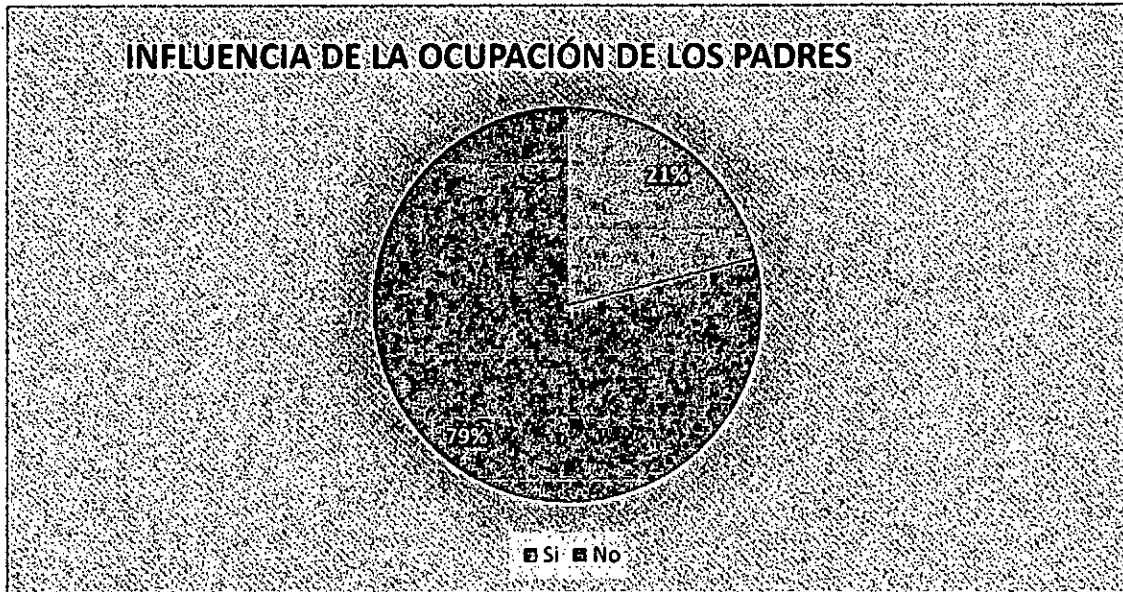 INFLUENCIA DE LA OCUPACIÓN DE LOS PADRES
21%
79%
Si No